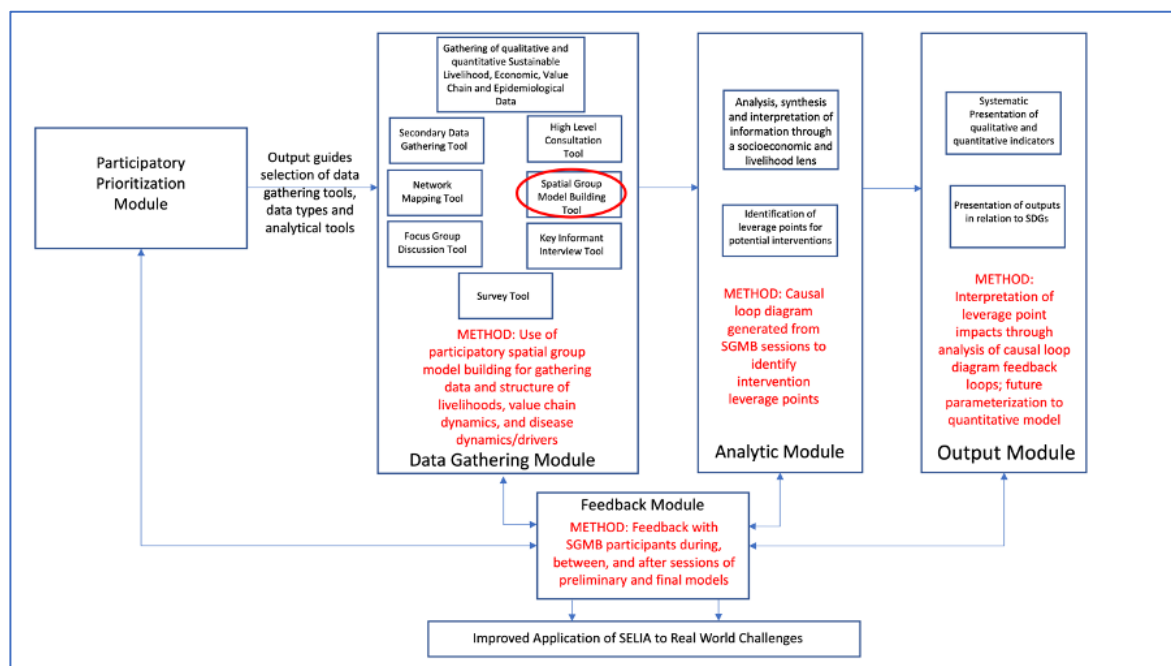 Participatory
Prioritization
Module
Output guides
selection of data
gathering tools,
data types and
analytical tools
Gathering of qualitative and
quantitative Sustainable
Livelihood, Economic, Value
Chain and Epidemiological
Data
Secondary Data
Gathering Tool
High Level
Consultation
Tool
Network
Mapping Tool
Spatial Group
Model Building
Tool
Focus Group
Discussion Tool
Key Informant
Interview Tool
Survey Tool
METHOD: Use of
participatory spatial group
model building for gathering
data and structure of
livelihoods, value chain
dynamics, and disease
dynamics/drivers
Data Gathering Module
Analysis, synthesis
and interpretation of
information through
a socioeconomic and
livelihood lens
Identification of
leverage points for
potential interventions
METHOD: Causal
loop diagram
generated from
SGMB sessions to
identify
intervention
leverage points
Analytic Module
Systematic
Presentation of
qualitative and
quantitative indicators
Presentation of outputs
in relation to SDGs
METHOD:
Interpretation of
leverage point
impacts through
analysis of causal loop
diagram feedback
loops; future
parameterization to
quantitative model
Output Module
Feedback Module
METHOD: Feedback with
SGMB participants during,
between, and after sessions of
preliminary and final models
Improved Application of SELIA to Real World Challenges